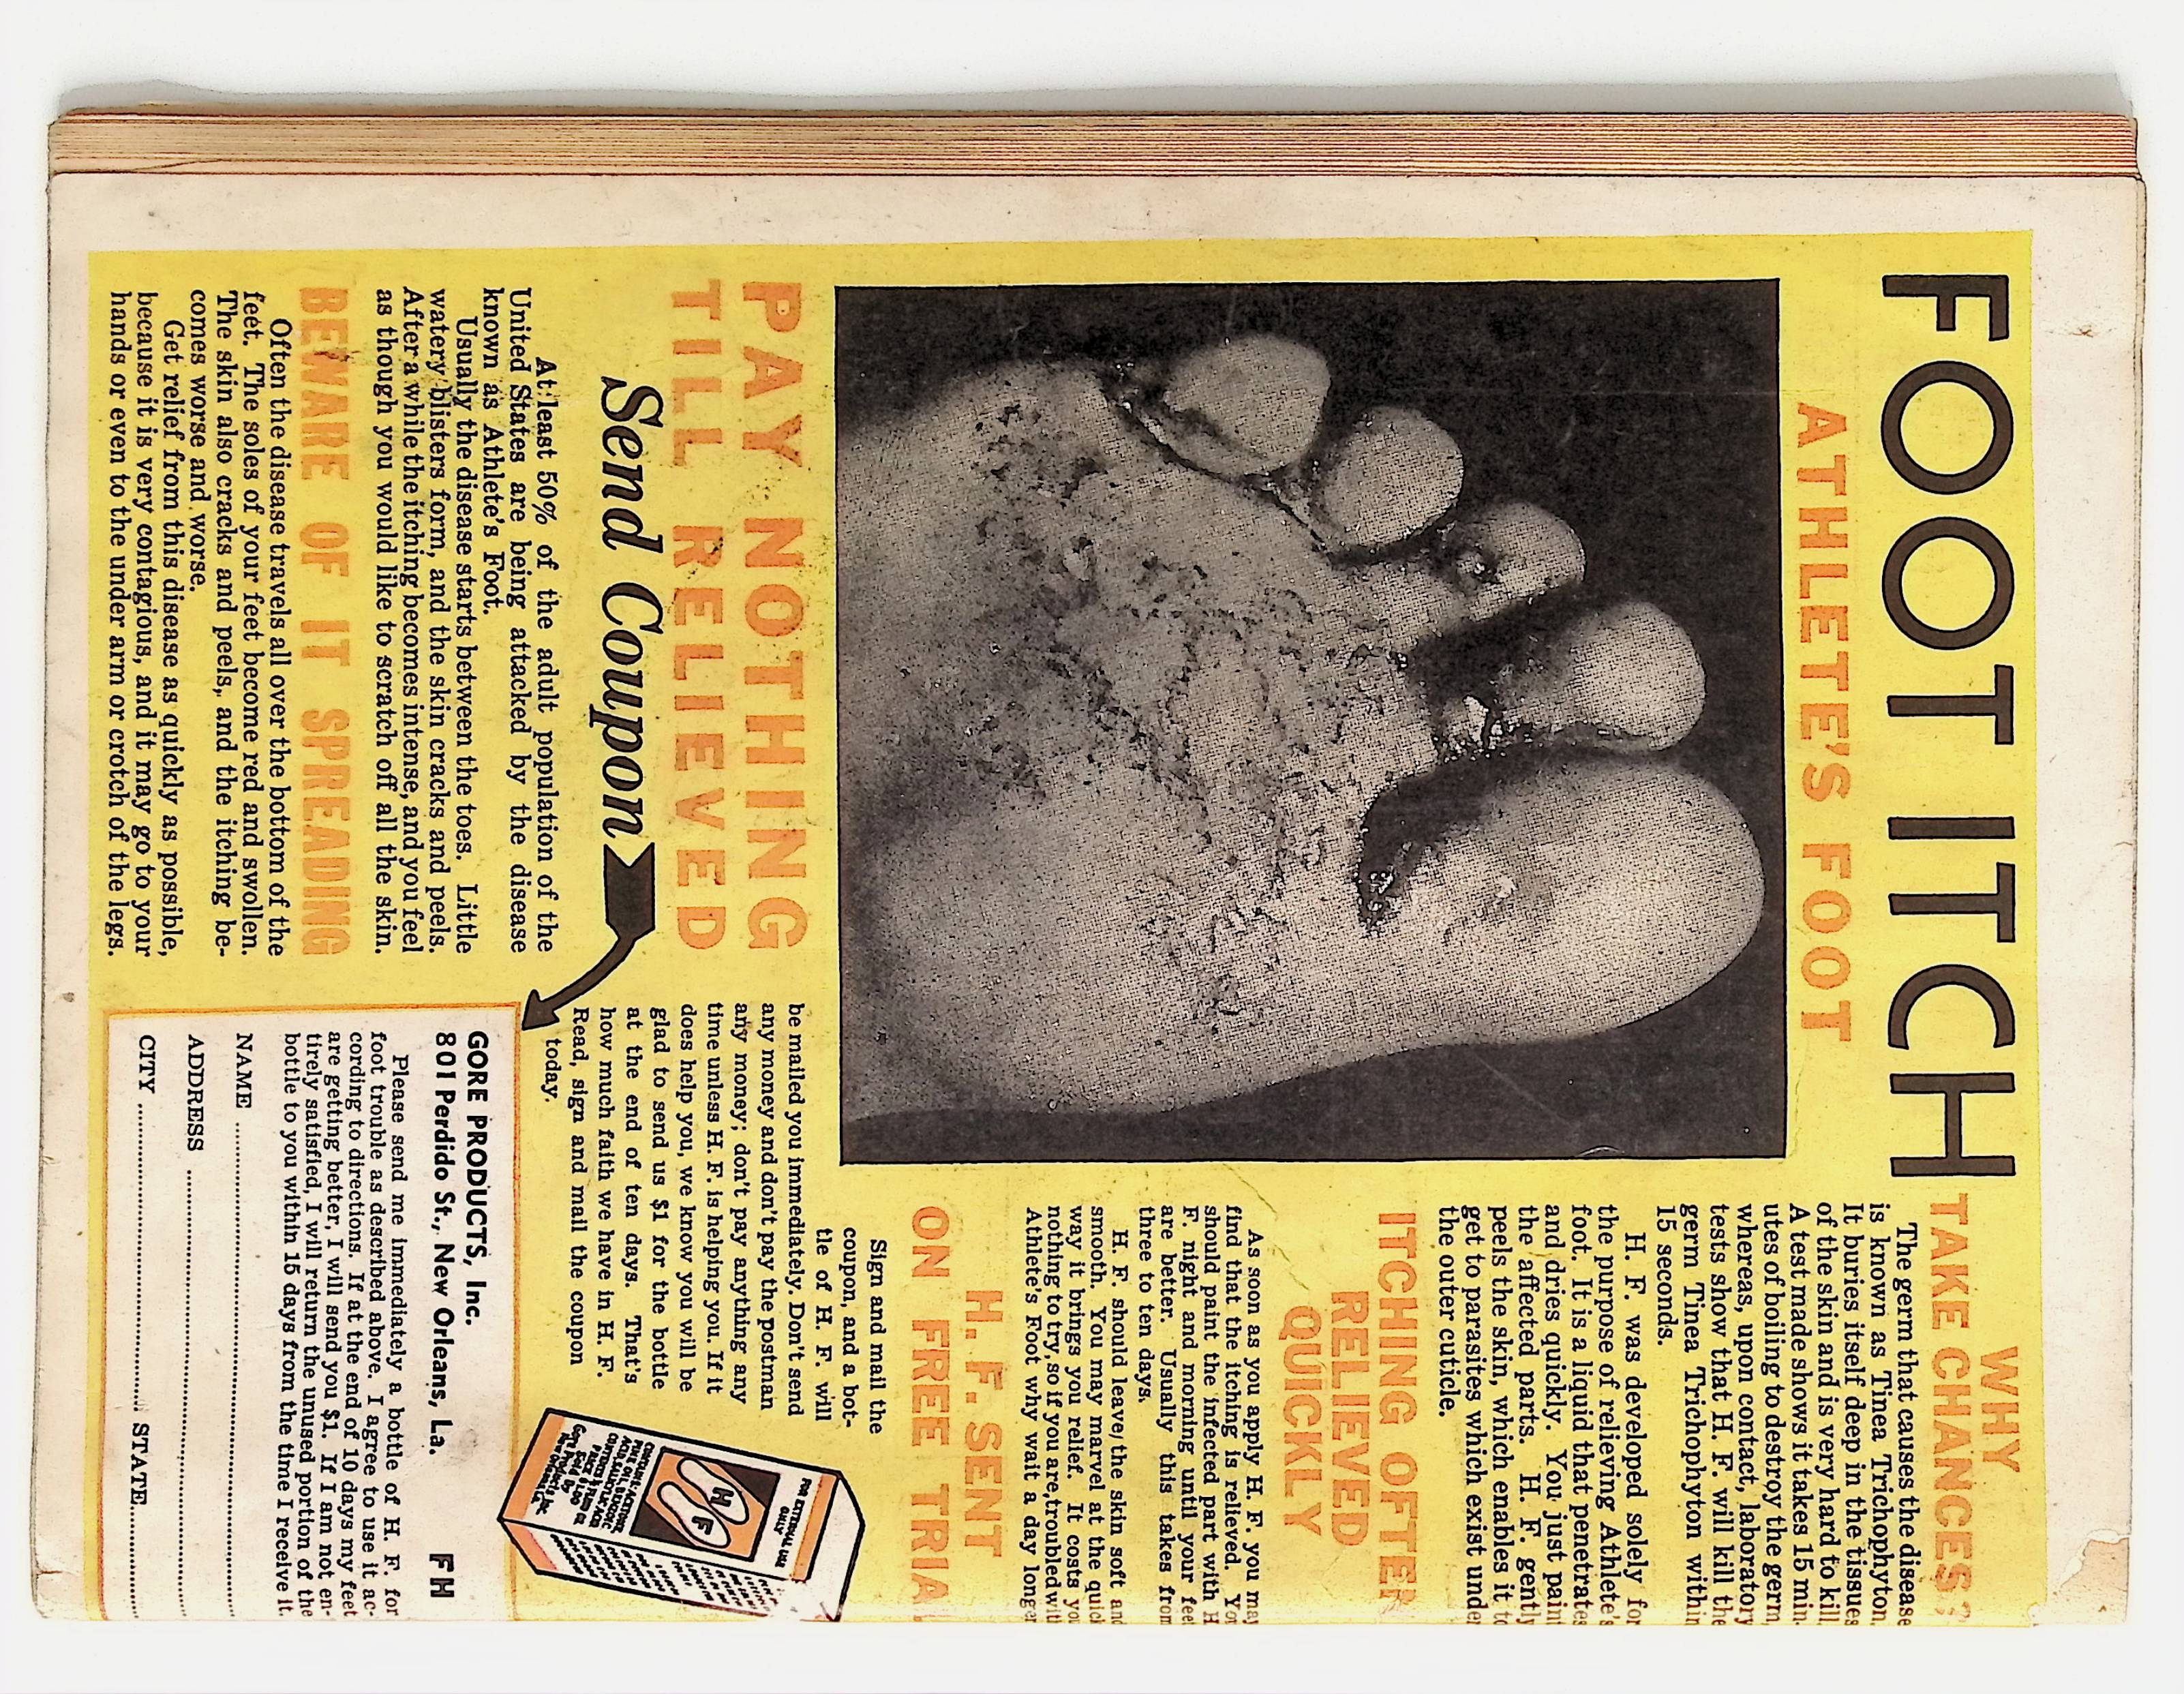 FOOT ITCH
ATHLETE'S FOOT
PAY NOTHING
TILL RELIEVED
Send Coupon
At least 50% of the adult population of the
United States are being attacked by the disease
known as Athlete's Foot.
Usually the disease starts between the toes. Little
watery blisters form, and the skin cracks and peels.
After a while the itching becomes intense, and you feel
as though you would like to scratch off all the skin.
BEWARE OF IT SPREADING
Often the disease travels all over the bottom of the
feet. The soles of your feet become red and swollen.
The skin also cracks and peels, and the itching be-
comes worse and worse.
Get relief from this disease as quickly as possible,
because it is very contagious, and it may go to your
hands or even to the under arm or crotch of the legs.
WHY
TAKE CHANCES?
The germ that causes the disease
is known as Tinea Trichophyton.
It buries itself deep in the tissues
of the skin and is very hard to kill.
A test made shows it takes 15 min-
utes of boiling to destroy the germ,
whereas, upon contact, laboratory
tests show that H. F. will kill the
germ Tinea Trichophyton within
15 seconds.
H. F. was developed solely for
the purpose of relieving Athlete's
foot. It is a liquid that penetrates
and dries quickly. You just paint
the affected parts. H. F. gently
peels the skin, which enables it to
get to parasites which exist under
the outer cuticle.
ITCHING OFTEN
RELIEVED
QUICKLY
As soon as you apply H. F. you may
find that the itching is relieved. You
should paint the infected part with H.
F. night and morning until your feet
are better. Usually this takes from
three to ten days.
H. F. should leave the skin soft and
smooth. You may marvel at the quick
way it brings you relief. It costs you
nothing to try, so if you are troubled with
Athlete's Foot why wait a day longer
H. F. SENT
ON FREE TRIAL
Sign and mail the
coupon, and a bot-
tle of H. F. will
be mailed you immediately. Don't send
any money and don't pay the postman
any money; don't pay anything any
time unless H. F. is helping you. If it
does help you, we know you will be
glad to send us $1 for the bottle
at the end of ten days. That's
how much faith we have in H. F.
Read, sign and mail the coupon
today.
FOR EXTERNAL USE
ONLY
HF
CONTAINS: ACETONE,
PINE OIL, BENZOIC
ACID, SALICYLIC ACID
Gore Products, Inc.
New Orleans, La.
GORE PRODUCTS, Inc. F H
801 Perdido St., New Orleans, La.
Please send me immediately a bottle of H. F. for
foot trouble as described above. I agree to use it ac-
cording to directions. If at the end of 10 days my feet
are getting better, I will send you $1. If I am not en-
tirely satisfied, I will return the unused portion of the
bottle to you within 15 days from the time I receive it.
NAME
ADDRESS
CITY STATE